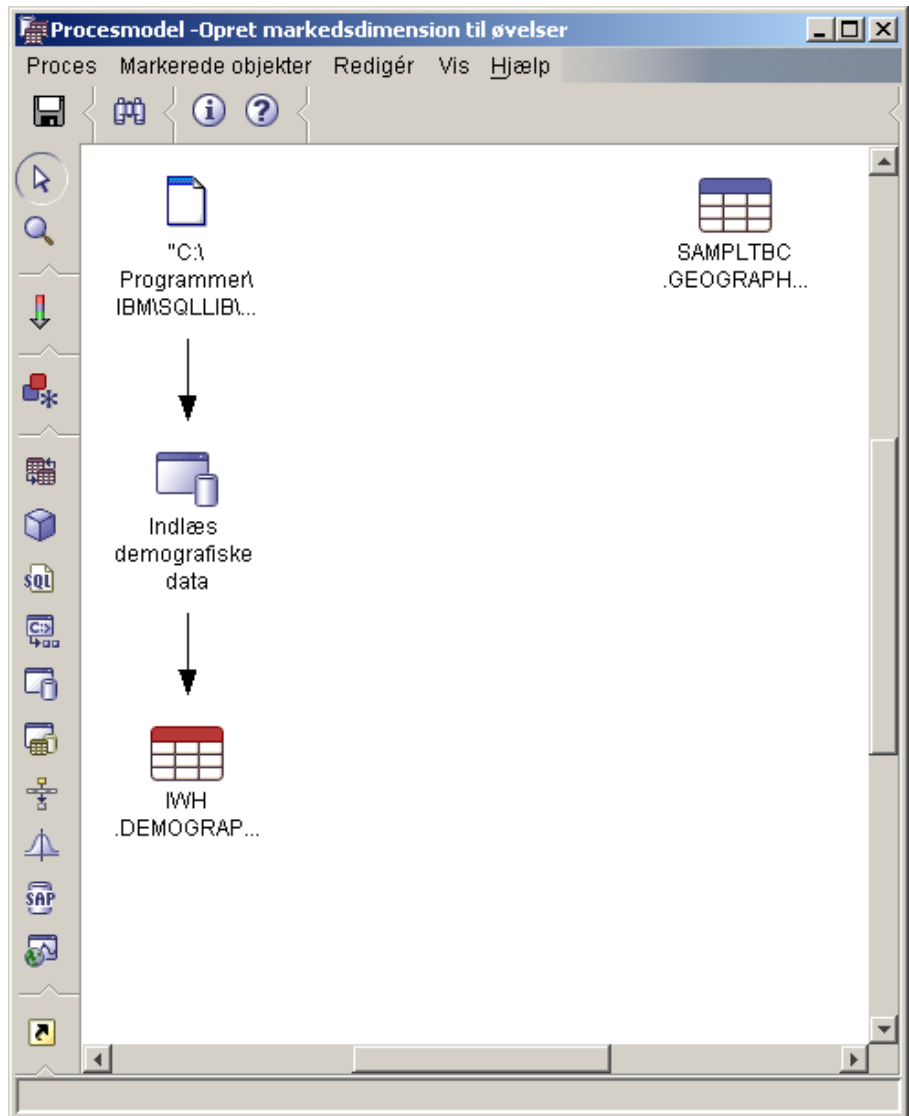 Procesmodel -Opret markedsdimension til øvelser
Proces Markerede objekter Redigér Vis Hjælp
"C:\
Programmer\
IBM\SQLLIB\...
SAMPLTBC
.GEOGRAPH...
Indlæs
demografiske
data
SQL
C:>
IWH
.DEMOGRAP...
SAP